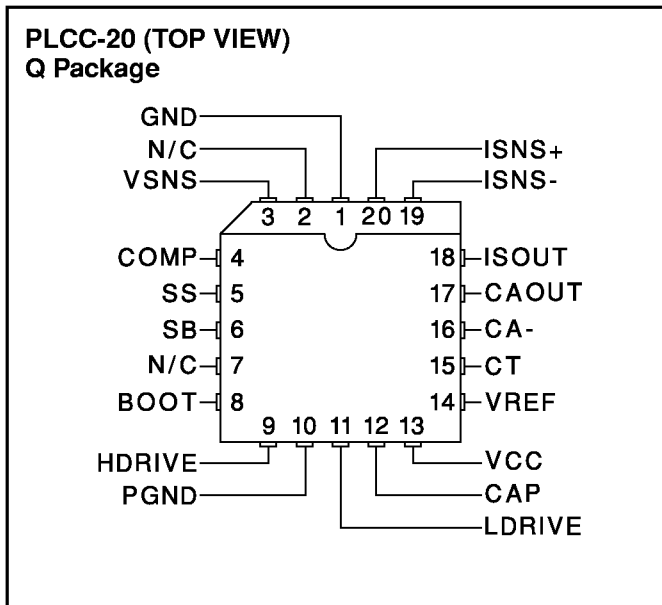 PLCC-20 (TOP VIEW)
Q Package
GND
N/C
VSNS
ISNS+
ISNS-
3 2 1 20 19
COMP 4
SS 5
SB 6
N/C 7
BOOT 8
18 ISOUT
17 CAOUT
16 CA-
15 CT
14 VREF
9 10 11 12 13
HDRIVE
PGND
VCC
CAP
LDRIVE